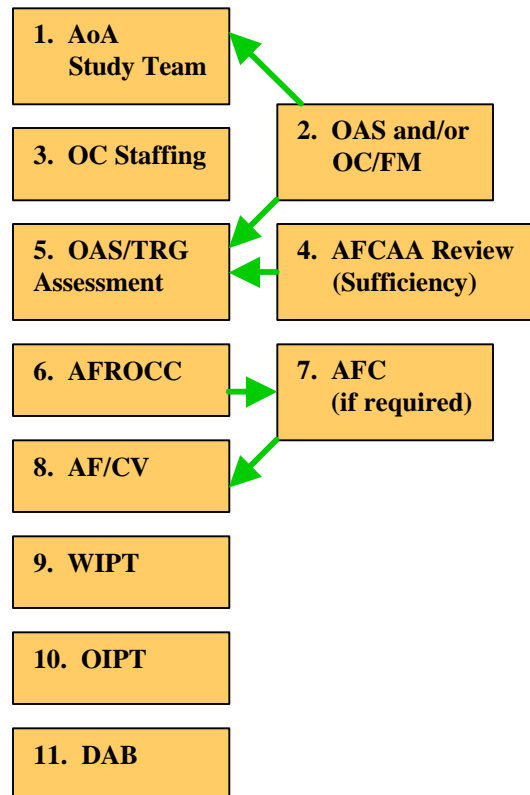 1. AoA
Study Team
2. OAS and/or
OC/FM
3. OC Staffing
4. AFCAA Review
(Sufficiency)
5. OAS/TRG
Assessment
6. AFROCC
7. AFC
(if required)
8. AF/CV
9. WIPT
10. OIPT
11. DAB